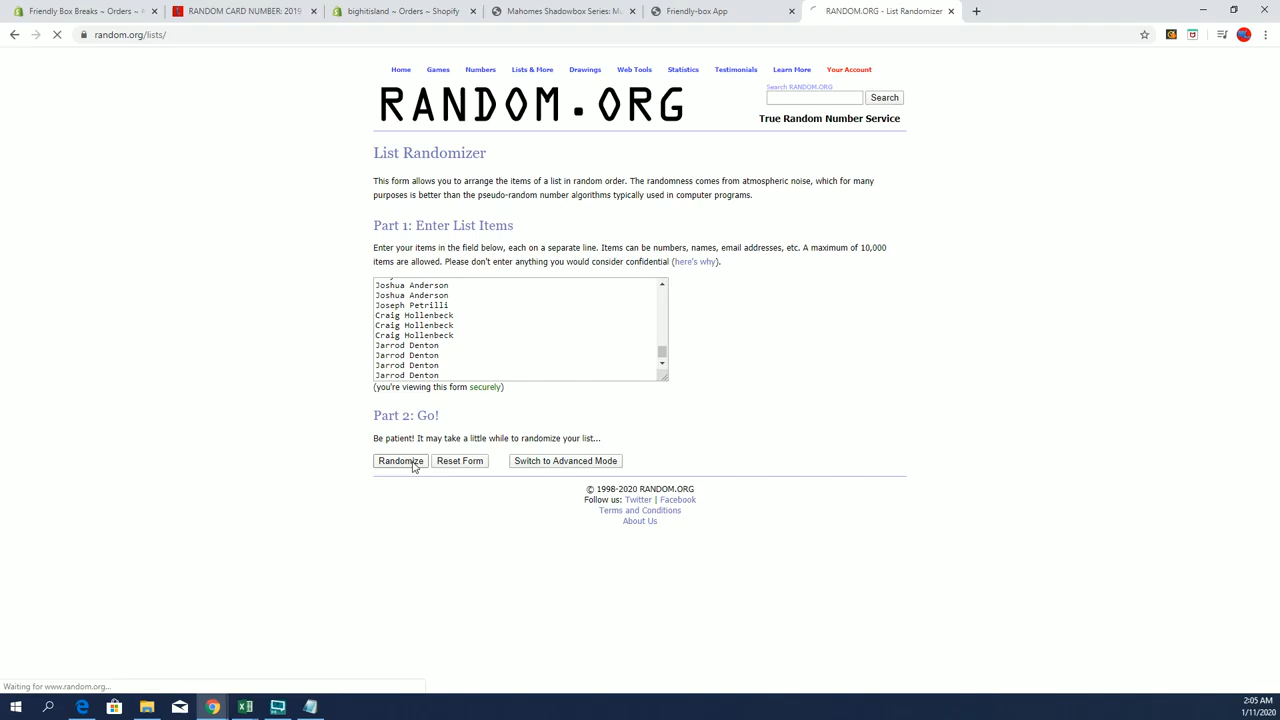 Friendly Box Breaks ~ Orders ~
RANDOM CARD NUMBER: 2019
bighitisland ~ Orders ~ Shopify
Mahomes Shadowbox Series:
Friendly-box App
RANDOM.ORG - List Randomizer
random.org/lists/
Home Games Numbers Lists & More Drawings Web Tools Statistics Testimonials Learn More Your Account
RANDOM.ORG
Search RANDOM.ORG
Search
True Random Number Service
List Randomizer
This form allows you to arrange the items of a list in random order. The randomness comes from atmospheric noise, which for many
purposes is better than the pseudo-random number algorithms typically used in computer programs.
Part 1: Enter List Items
Enter your items in the field below, each on a separate line. Items can be numbers, names, email addresses, etc. A maximum of 10,000
items are allowed. Please don't enter anything you would consider confidential (here's why).
Joshua Anderson
Joshua Anderson
Joseph Petrilli
Craig Hollenbeck
Craig Hollenbeck
Craig Hollenbeck
Jarrod Denton
Jarrod Denton
Jarrod Denton
Jarrod Denton
(you're viewing this form securely)
Part 2: Go!
Be patient! It may take a little while to randomize your list...
Randomize Reset Form Switch to Advanced Mode
© 1998-2020 RANDOM.ORG
Follow us: Twitter | Facebook
Terms and Conditions
About Us
Waiting for www.random.org...
2:05 AM
1/11/2020